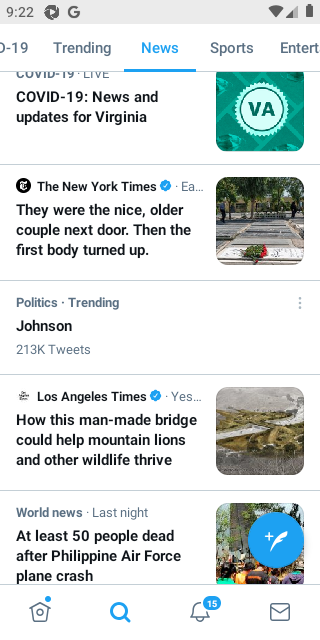 9:22
D-19 Trending News Sports Entert
COVID-19 · LIVE
COVID-19: News and
updates for Virginia
VA
The New York Times · Ea...
They were the nice, older
couple next door. Then the
first body turned up.
Politics · Trending
Johnson
213K Tweets
Los Angeles Times · Yes...
How this man-made bridge
could help mountain lions
and other wildlife thrive
World news · Last night
At least 50 people dead
after Philippine Air Force
plane crash
15